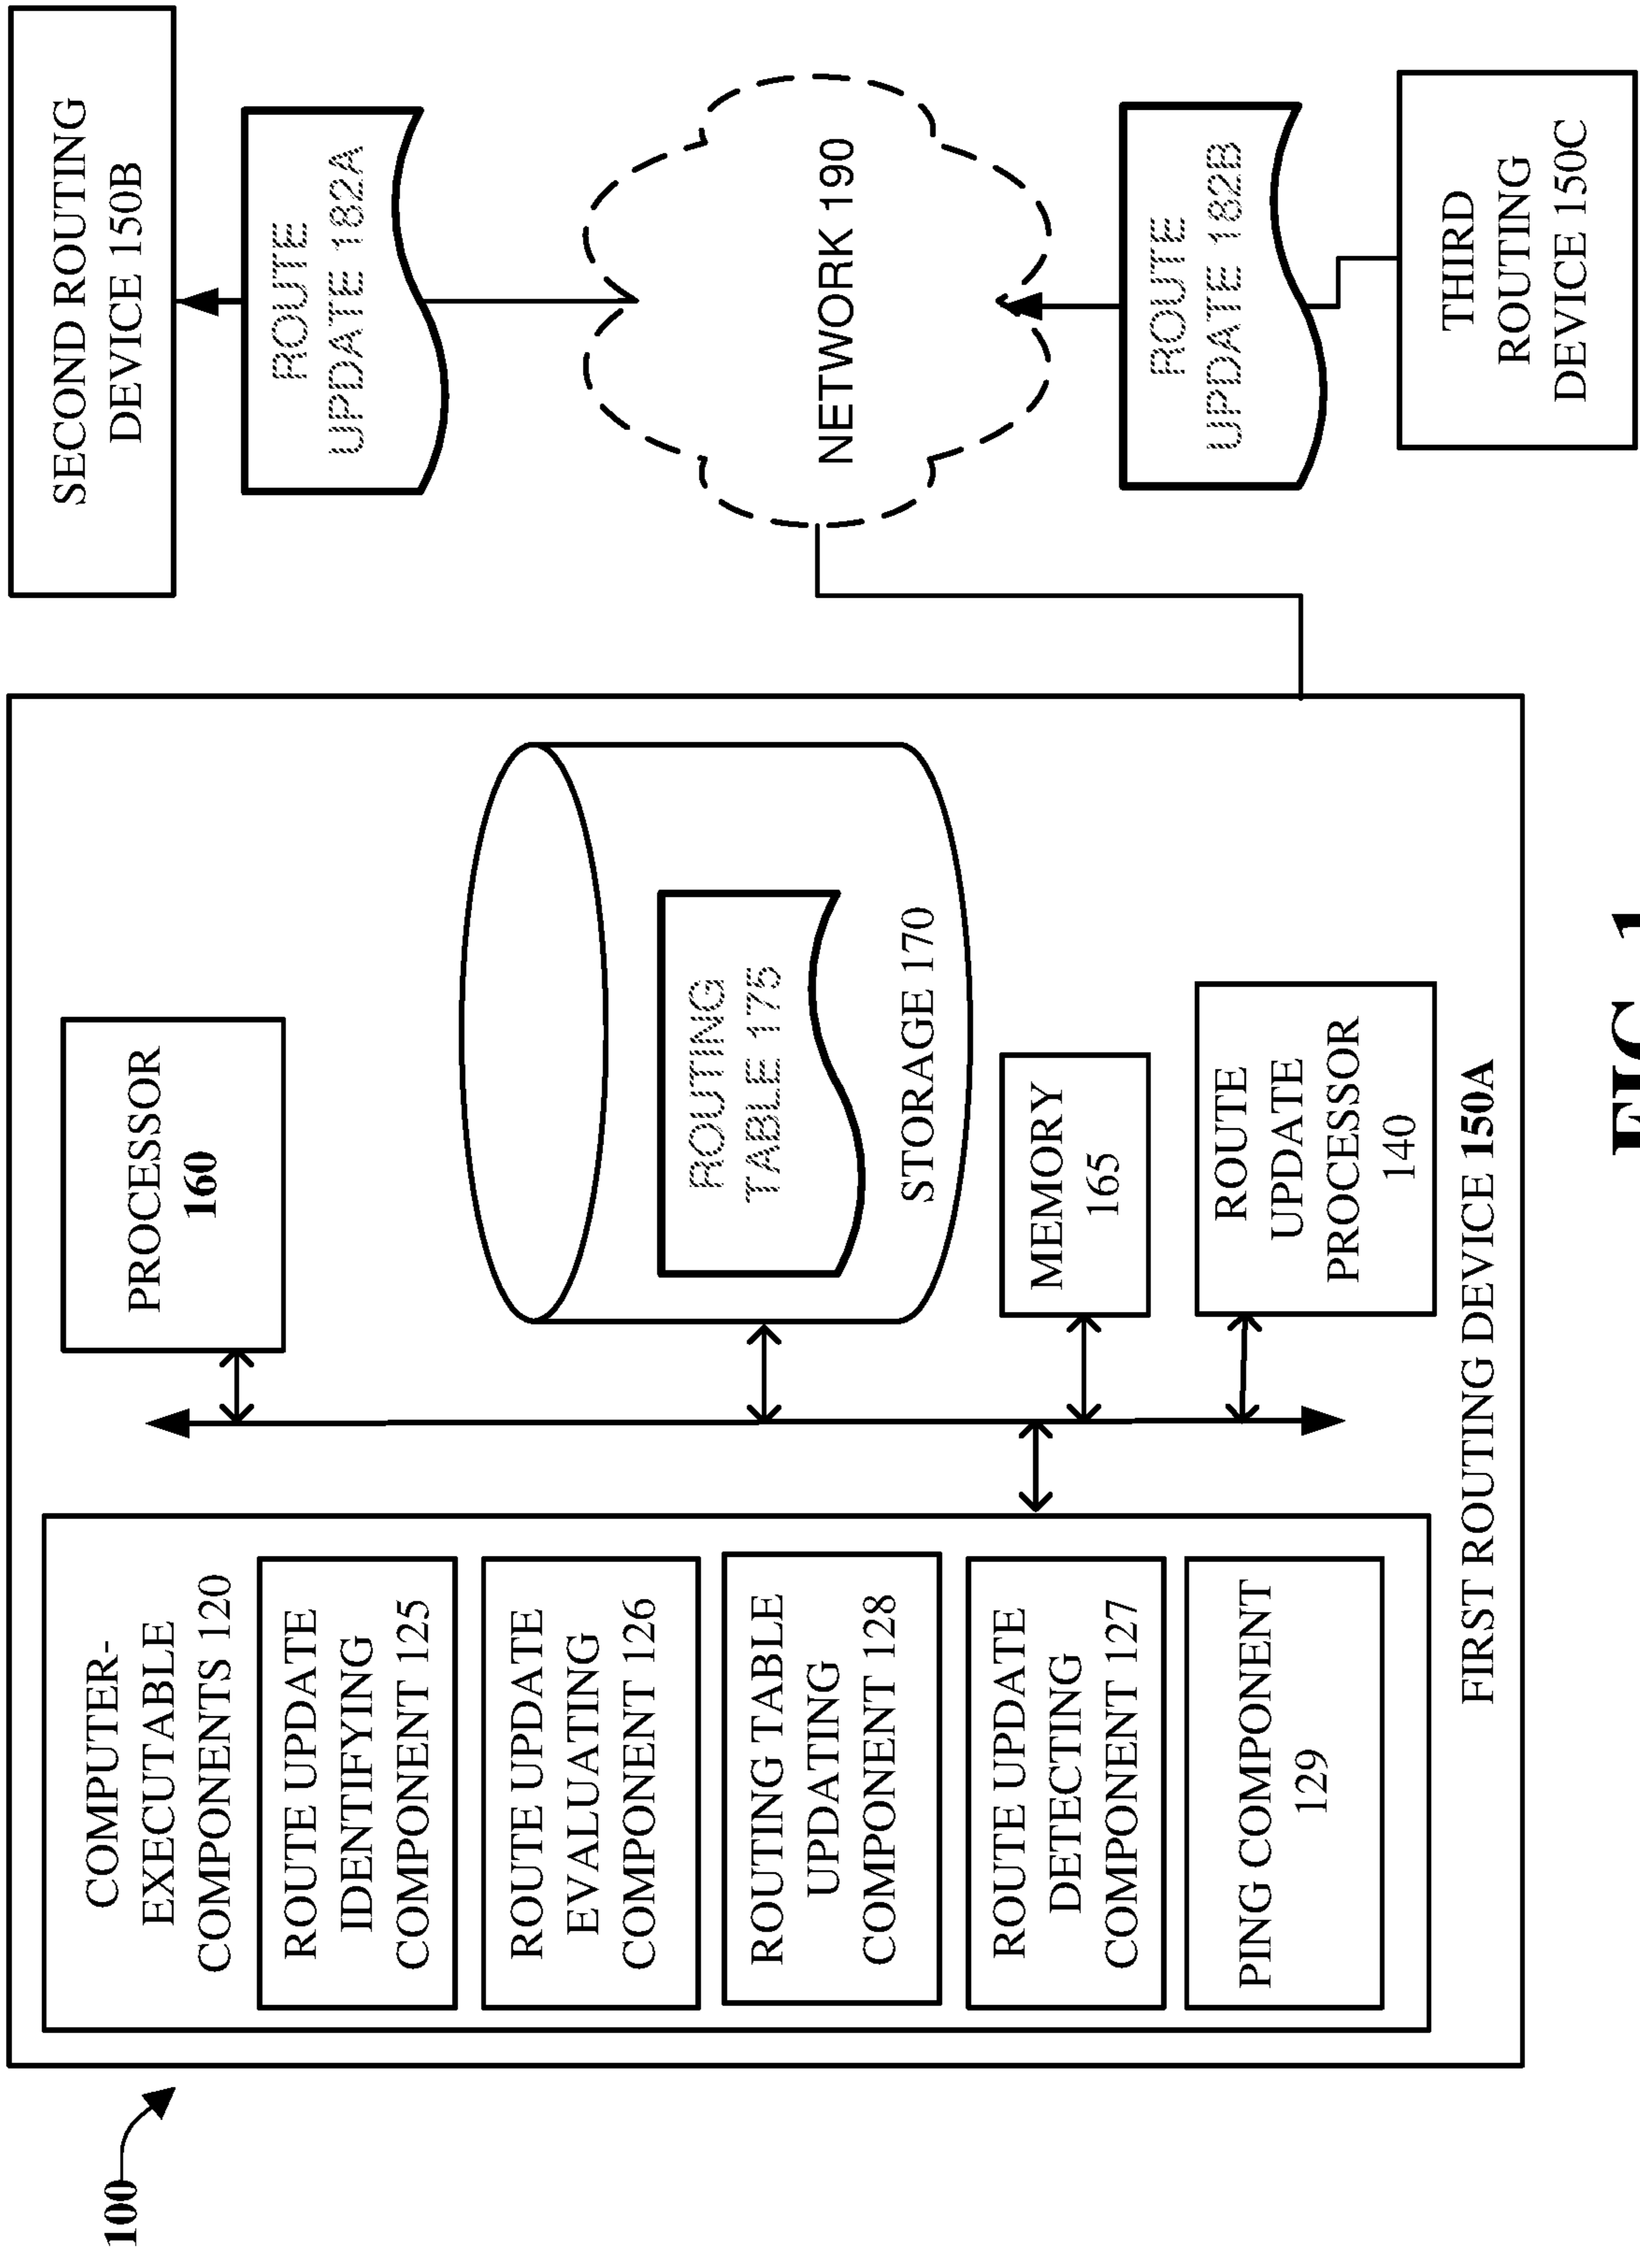 100
COMPUTER-
EXECUTABLE
COMPONENTS 120
ROUTE UPDATE
IDENTIFYING
COMPONENT 125
ROUTE UPDATE
EVALUATING
COMPONENT 126
ROUTING TABLE
UPDATING
COMPONENT 128
ROUTE UPDATE
DETECTING
COMPONENT 127
PING COMPONENT
129
PROCESSOR
160
ROUTING
TABLE 175
STORAGE 170
MEMORY
165
ROUTE
UPDATE
PROCESSOR
140
FIRST ROUTING DEVICE 150A
SECOND ROUTING
DEVICE 150B
ROUTE
UPDATE 182A
NETWORK 190
ROUTE
UPDATE 182B
THIRD
ROUTING
DEVICE 150C
FIG. 1